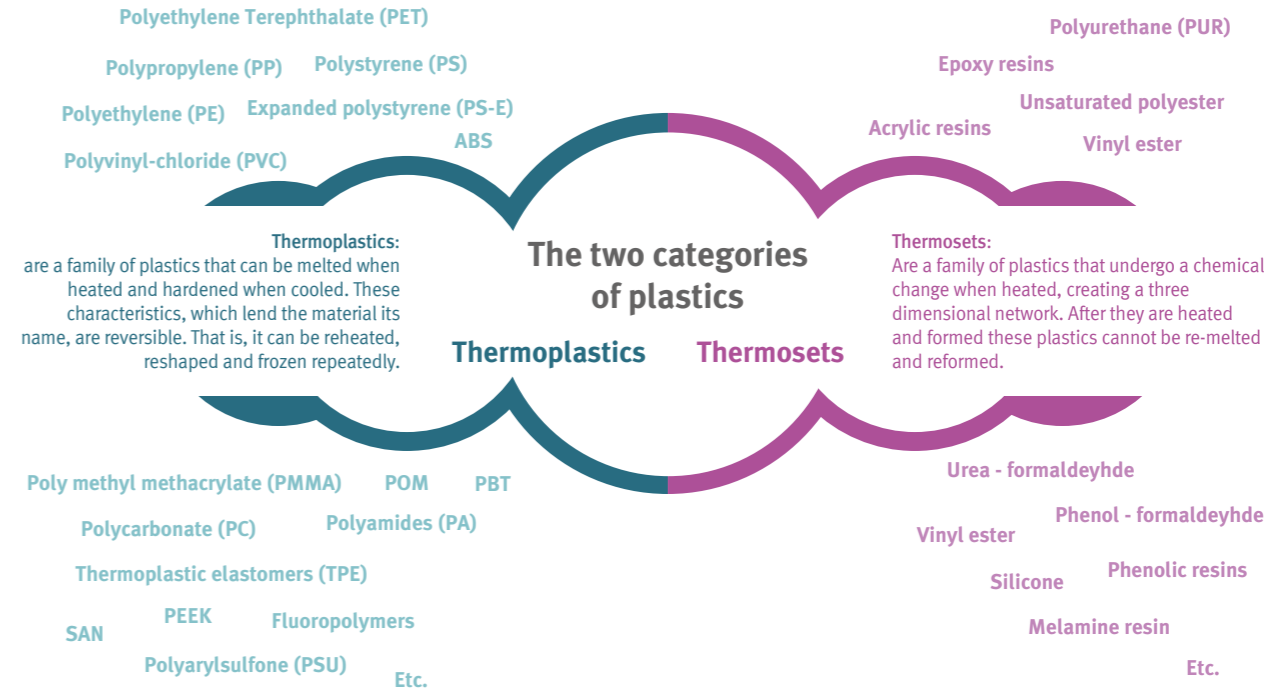 Polyethylene Terephthalate (PET)
Polypropylene (PP)
Polystyrene (PS)
Polyethylene (PE)
Expanded polystyrene (PS-E)
ABS
Polyvinyl-chloride (PVC)
Polyurethane (PUR)
Epoxy resins
Unsaturated polyester
Acrylic resins
Vinyl ester
Thermoplastics:
are a family of plastics that can be melted when
heated and hardened when cooled. These
characteristics, which lend the material its
name, are reversible. That is, it can be reheated,
reshaped and frozen repeatedly.
The two categories
of plastics
Thermoplastics
Thermosets
Thermosets:
Are a family of plastics that undergo a chemical
change when heated, creating a three
dimensional network. After they are heated
and formed these plastics cannot be re-melted
and reformed.
Poly methyl methacrylate (PMMA)
POM
PBT
Polycarbonate (PC)
Polyamides (PA)
Thermoplastic elastomers (TPE)
PEEK
Fluoropolymers
SAN
Polyarylsulfone (PSU)
Etc.
Urea - formaldeyhde
Phenol - formaldeyhde
Vinyl ester
Phenolic resins
Silicone
Melamine resin
Etc.